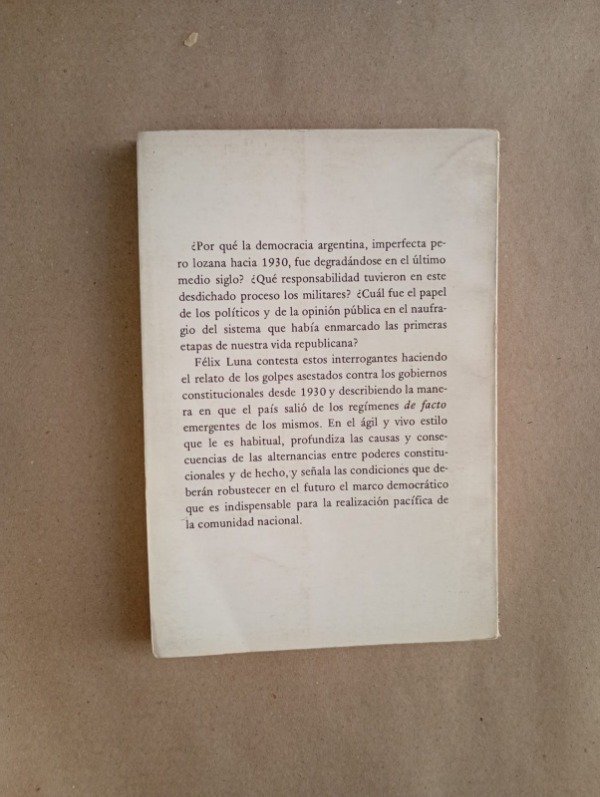 ¿Por qué la democracia argentina, imperfecta pe-
ro lozana hacia 1930, fue degradándose en el último
medio siglo? ¿Qué responsabilidad tuvieron en este
desdichado proceso los militares? ¿Cuál fue el papel
de los políticos y de la opinión pública en el naufra-
gio del sistema que había enmarcado las primeras
etapas de nuestra vida republicana?
Félix Luna contesta estos interrogantes haciendo
el relato de los golpes asestados contra los gobiernos
constitucionales desde 1930 y describiendo la mane-
ra en que el país salió de los regímenes de facto
emergentes de los mismos. En el ágil y vivo estilo
que le es habitual, profundiza las causas y conse-
cuencias de las alternancias entre poderes constitu-
cionales y de hecho, y señala las condiciones que de-
berán robustecer en el futuro el marco democrático
que es indispensable para la realización pacífica de
la comunidad nacional.